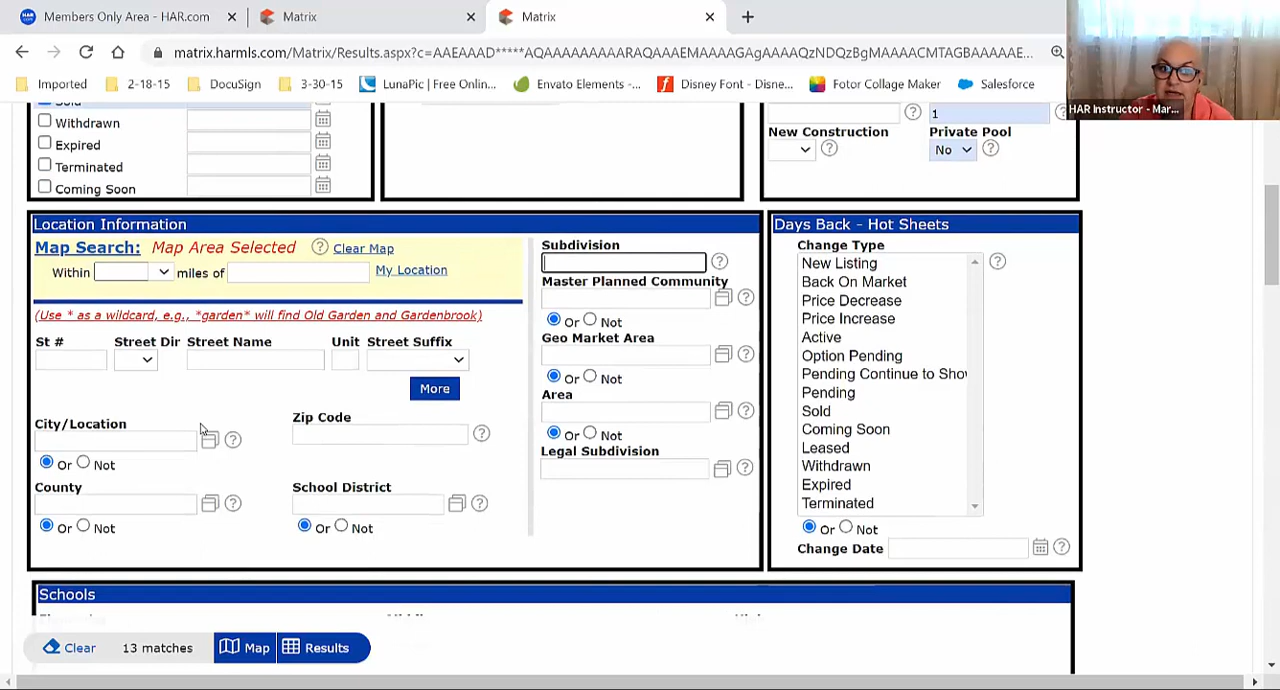 Members Only Area - HAR.com
Matrix
Matrix
matrix.harmls.com/Matrix/Results.aspx?c=AAEAAAD*****AQAAAAAAAAARAQAAAEMAAAAGAgAAAAQzNDQzBgMAAAACMTAGBAAAAAE...
Imported
2-18-15
DocuSign
3-30-15
LunaPic | Free Onlin...
Envato Elements -...
Disney Font - Disne...
Fotor Collage Maker
Salesforce
HAR Instructor - Mar...
Sold
Withdrawn
Expired
Terminated
Coming Soon
1
New Construction
Private Pool
No
Location Information
Map Search: Map Area Selected ? Clear Map
Within
miles of
My Location
(Use * as a wildcard, e.g., *garden* will find Old Garden and Gardenbrook)
St #
Street Dir
Street Name
Unit
Street Suffix
More
City/Location
Zip Code
Or Not
County
School District
Or Not
Or Not
Subdivision
Master Planned Community
Or Not
Geo Market Area
Or Not
Area
Or Not
Legal Subdivision
Days Back - Hot Sheets
Change Type
New Listing
Back On Market
Price Decrease
Price Increase
Active
Option Pending
Pending Continue to Sho
Pending
Sold
Coming Soon
Leased
Withdrawn
Expired
Terminated
Or Not
Change Date
Schools
Clear
13 matches
Map
Results